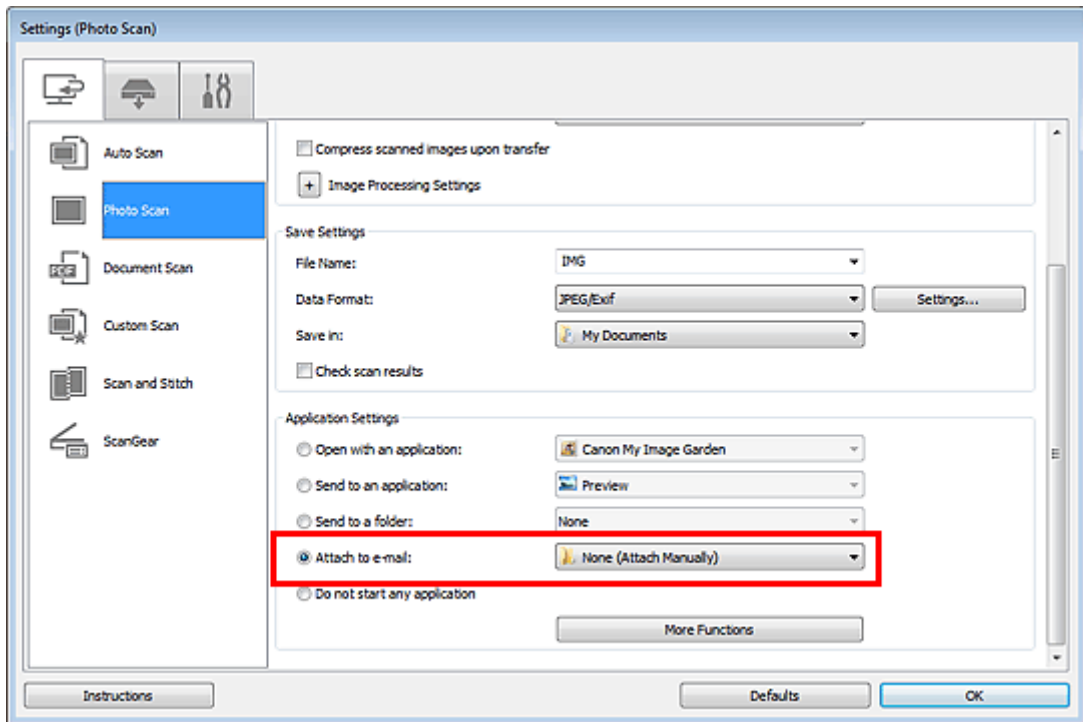 Settings (Photo Scan)
Auto Scan
Photo Scan
Document Scan
Custom Scan
Scan and Stitch
ScanGear
Compress scanned images upon transfer
+ Image Processing Settings
Save Settings
File Name: IMG
Data Format: JPEG/Exif Settings...
Save in: My Documents
Check scan results
Application Settings
Open with an application: Canon My Image Garden
Send to an application: Preview
Send to a folder: None
Attach to e-mail: None (Attach Manually)
Do not start any application
More Functions
Instructions Defaults OK